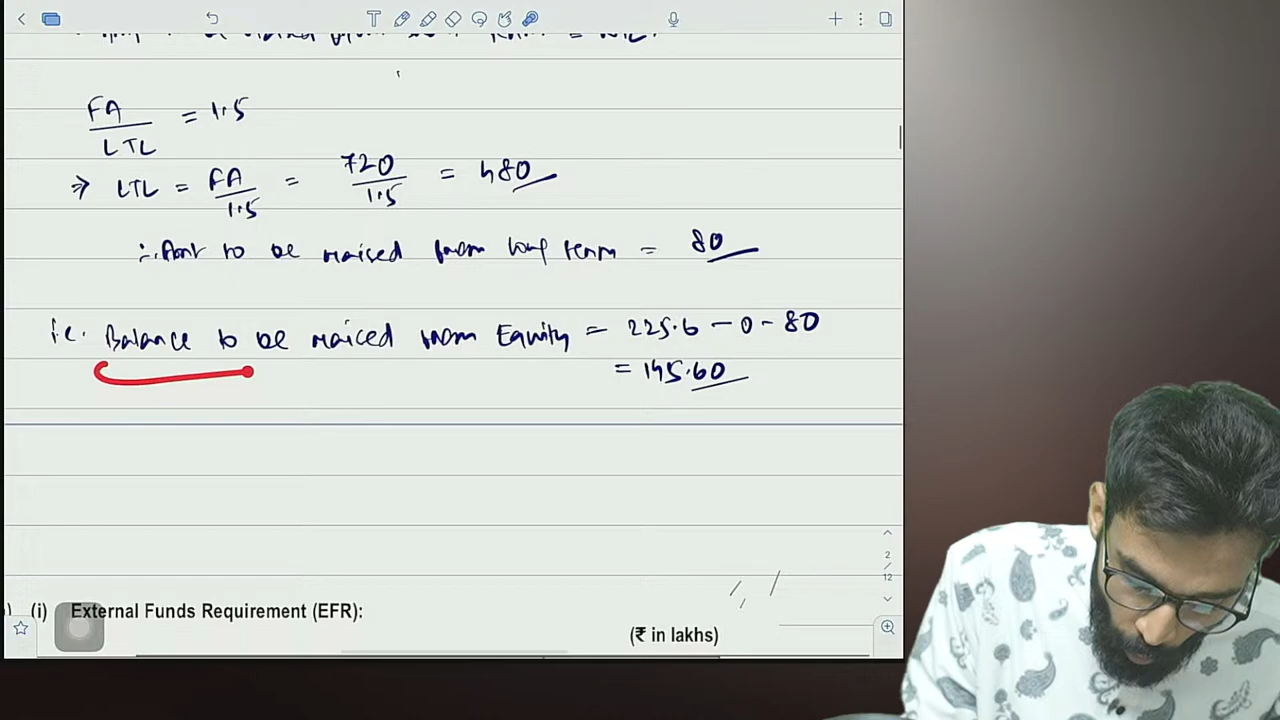 FA
―― = 1.5
LTL
⇒ LTL = FA/1.5 = 720/1.5 = 480
∴ Amt to be raised from long term = 80
i.e. Balance to be raised from Equity = 225.6 - 0 - 80
= 145.60
2
/
12
(i) External Funds Requirement (EFR):
(₹ in lakhs)